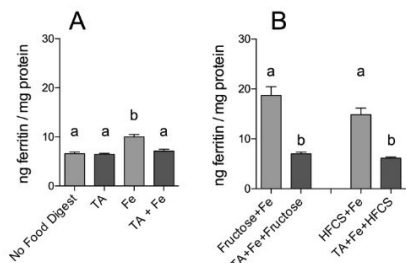 A
ng ferritin / mg protein
30
20
10
0
a
a
b
a
No Food Digest
TA
Fe
TA + Fe
B
ng ferritin / mg protein
30
20
10
0
a
b
a
b
Fructose+Fe
TA+Fe+Fructose
HFCS+Fe
TA+Fe+HFCS